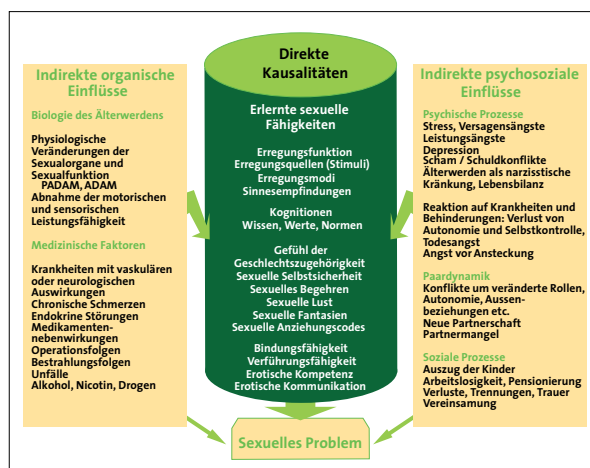 Direkte
Kausalitäten
Indirekte organische
Einflüsse
Biologie des Älterwerdens
Physiologische
Veränderungen der
Sexualorgane und
Sexualfunktion
PADAM, ADAM
Abnahme der motorischen
und sensorischen
Leistungsfähigkeit
Medizinische Faktoren
Krankheiten mit vaskulären
oder neurologischen
Auswirkungen
Chronische Schmerzen
Endokrine Störungen
Medikamenten-
nebenwirkungen
Operationsfolgen
Bestrahlungsfolgen
Unfälle
Alkohol, Nicotin, Drogen
Erlernte sexuelle
Fähigkeiten
Erregungsfunktion
Erregungsquellen (Stimuli)
Erregungsmodi
Sinnesempfindungen
Kognitionen
Wissen, Werte, Normen
Gefühl der
Geschlechtszugehörigkeit
Sexuelle Selbstsicherheit
Sexuelles Begehren
Sexuelle Lust
Sexuelle Fantasien
Sexuelle Anziehungscodes
Bindungsfähigkeit
Verführungsfähigkeit
Erotische Kompetenz
Erotische Kommunikation
Indirekte psychosoziale
Einflüsse
Psychische Prozesse
Stress, Versagensängste
Leistungsängste
Depression
Scham / Schuldkonflikte
Älterwerden als narzisstische
Kränkung, Lebensbilanz
Reaktion auf Krankheiten und
Behinderungen: Verlust von
Autonomie und Selbstkontrolle,
Todesangst
Angst vor Ansteckung
Paardynamik
Konflikte um veränderte Rollen,
Autonomie, Aussen-
beziehungen etc.
Neue Partnerschaft
Partnermangel
Soziale Prozesse
Auszug der Kinder
Arbeitslosigkeit, Pensionierung
Verluste, Trennungen, Trauer
Vereinsamung
Sexuelles Problem